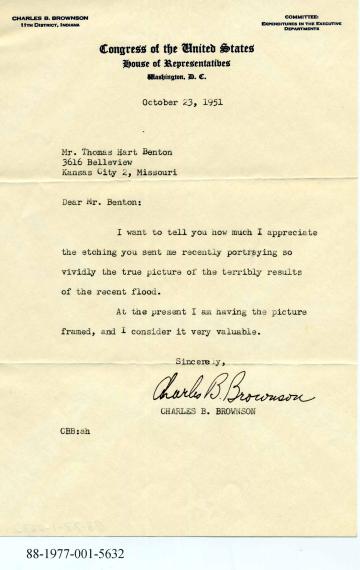 CHARLES B. BROWNSON
11TH DISTRICT, INDIANA
COMMITTEE:
EXPENDITURES IN THE EXECUTIVE
DEPARTMENTS
Congress of the United States
House of Representatives
Washington, D. C.
October 23, 1951
Mr. Thomas Hart Benton
3616 Belleview
Kansas City 2, Missouri
Dear Mr. Benton:
I want to tell you how much I appreciate
the etching you sent me recently portraying so
vividly the true picture of the terribly results
of the recent flood.
At the present I am having the picture
framed, and I consider it very valuable.
Sincerely,
Charles B. Brownson
CHARLES B. BROWNSON
CBB:ah
88-1977-001-5632